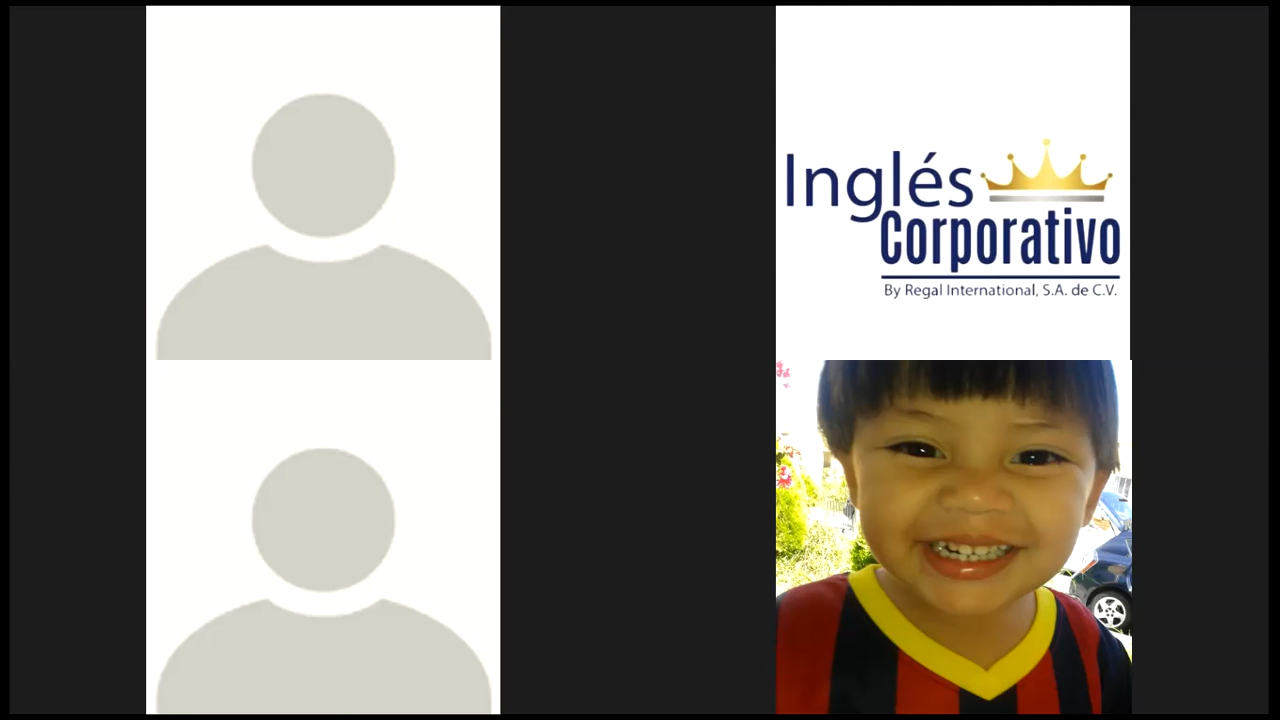 Inglés
Corporativo
By Regal International, S.A. de C.V.